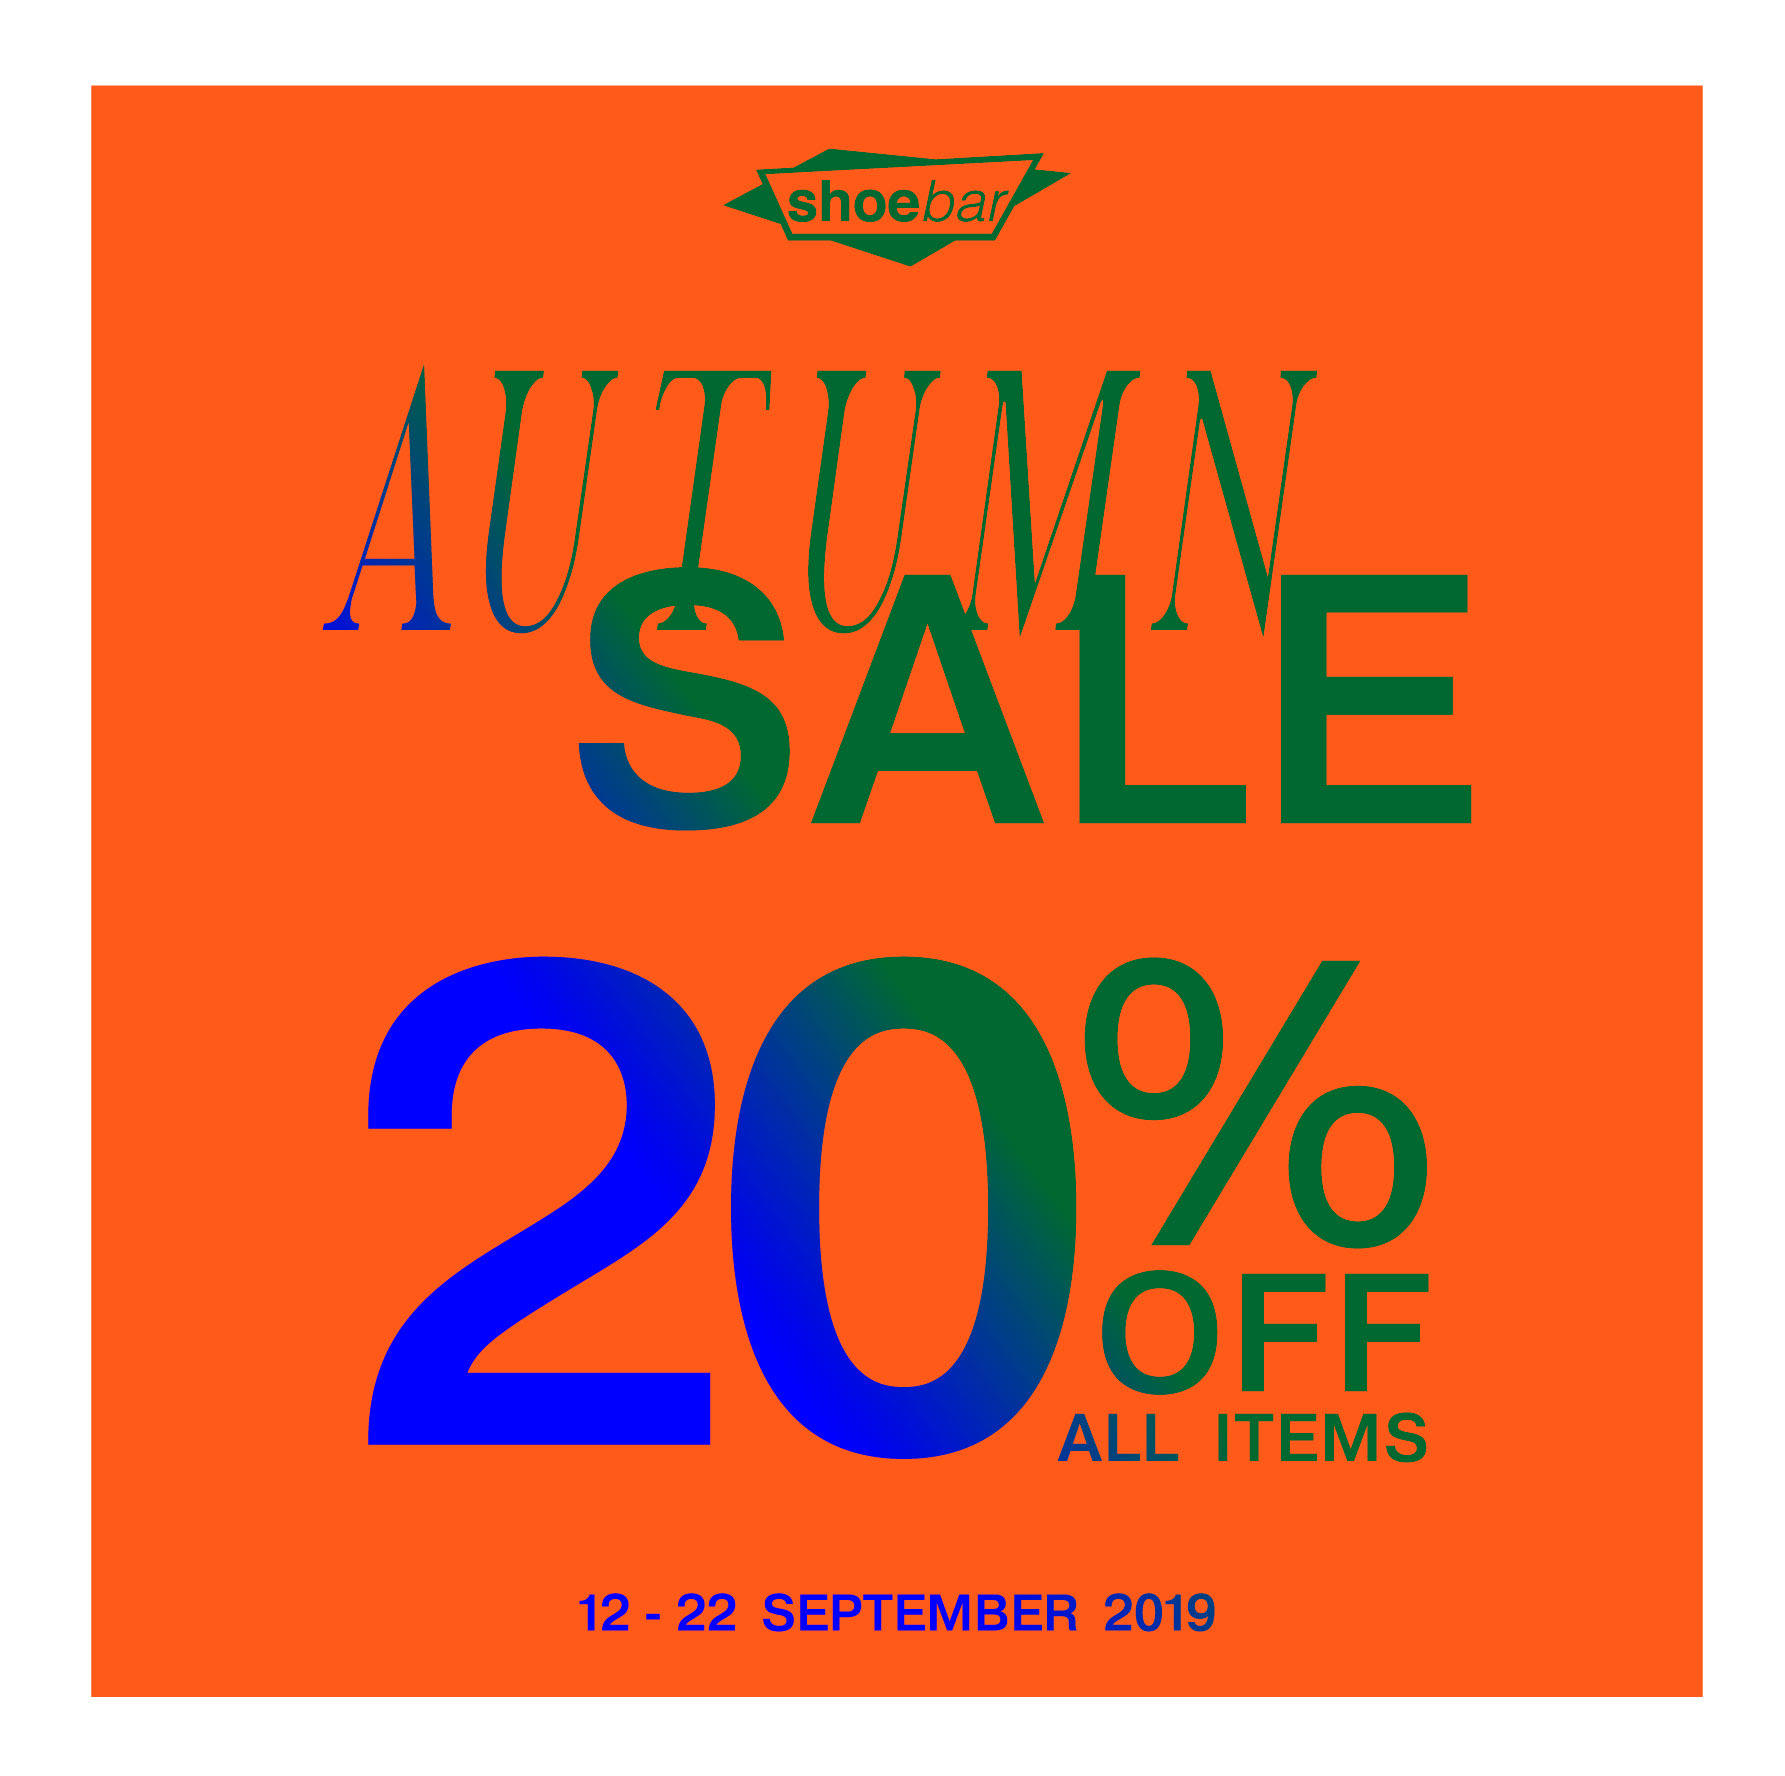 shoebar
AUTUMN
SALE
20%
OFF
ALL ITEMS
12 - 22 SEPTEMBER 2019